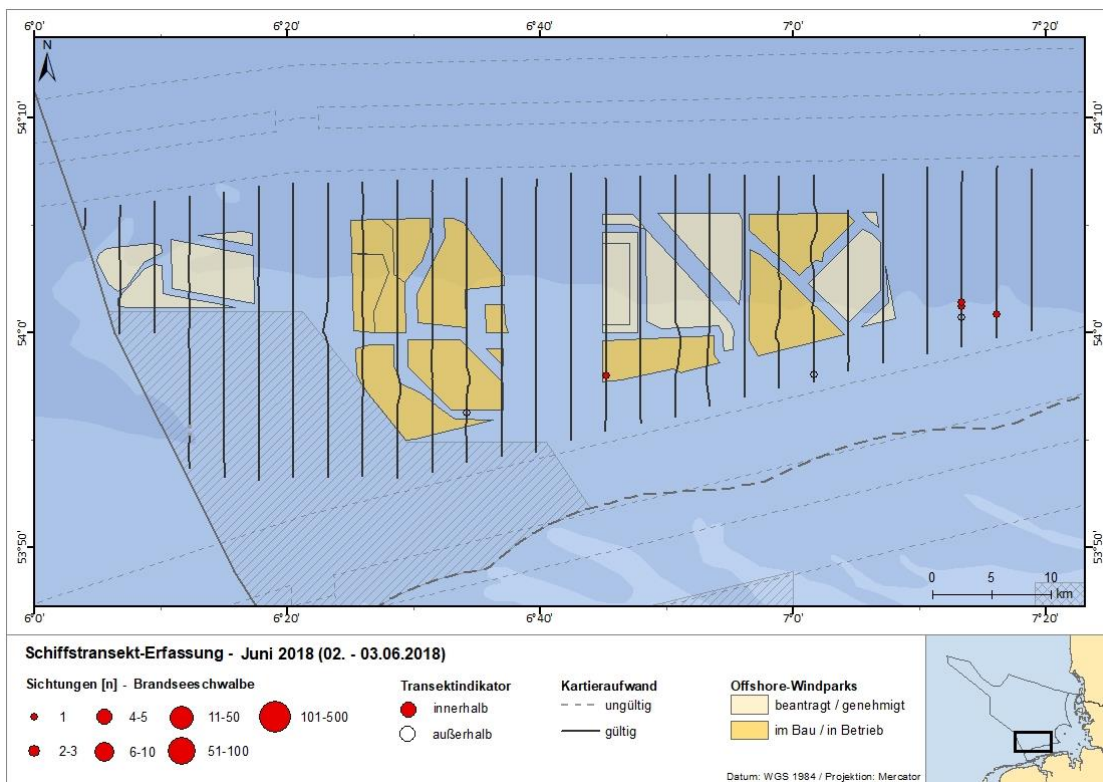 6°0' 6°20' 6°40' 7°0' 7°20'
N
54°10' 54°10'
54°0' 54°0'
53°50' 53°50'
0 5 10
km
6°0' 6°20' 6°40' 7°0' 7°20'
Schiffstransekt-Erfassung - Juni 2018 (02. - 03.06.2018)
Sichtungen [n] - Brandseeschwalbe
1 4-5 11-50 101-500
2-3 6-10 51-100
Transektindikator
innerhalb
außerhalb
Kartieraufwand
ungültig
gültig
Offshore-Windparks
beantragt / genehmigt
im Bau / in Betrieb
Datum: WGS 1984 / Projektion: Mercator